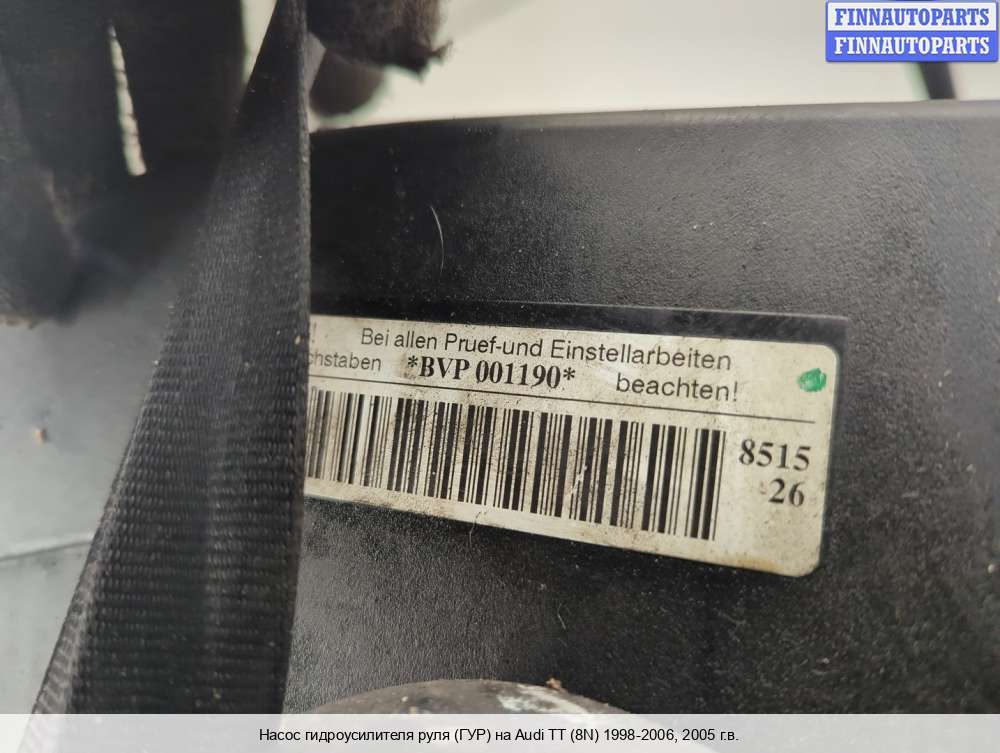 FINNAUTOPARTS
FINNAUTOPARTS
Bei allen Pruef-und Einstellarbeiten
chstaben *BVP 001190* beachten!
8515
26
Насос гидроусилителя руля (ГУР) на Audi TT (8N) 1998-2006, 2005 г.в.